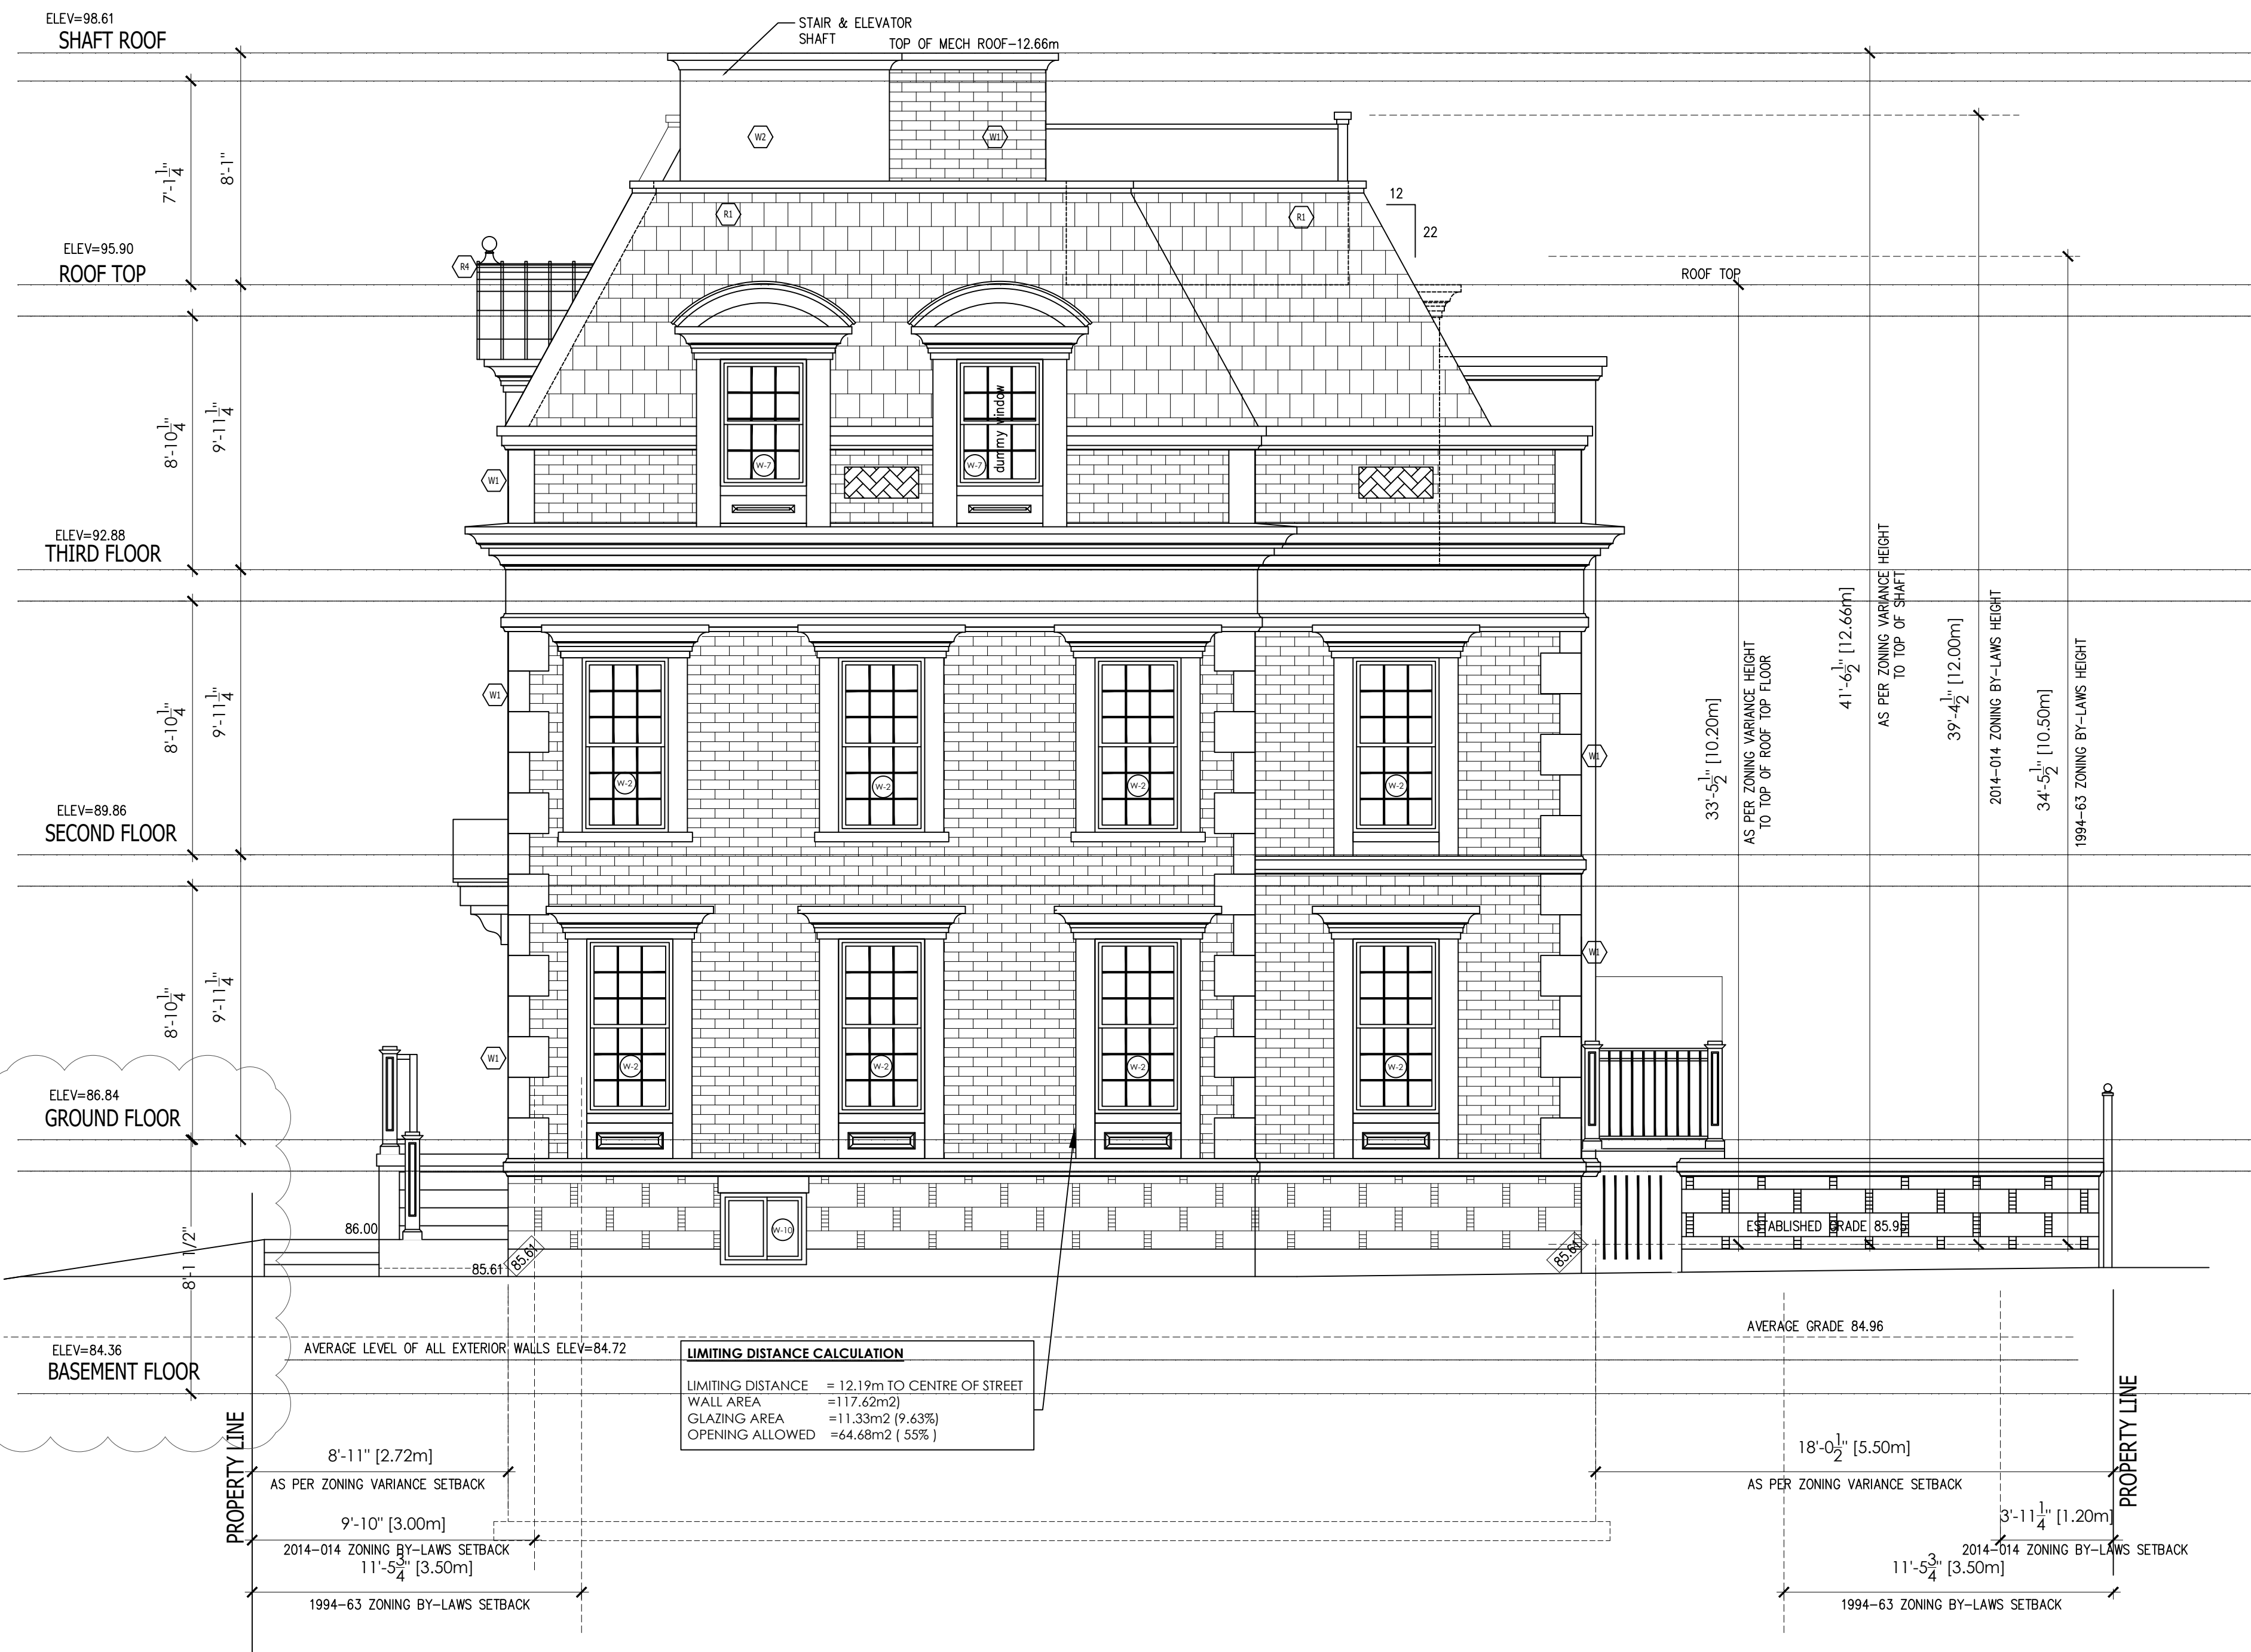 ELEV=98.61
SHAFT ROOF
STAIR & ELEVATOR
SHAFT
TOP OF MECH ROOF-12.66m
W2
W1
7'-1 1/4"
8'-1"
R1
R1
12
22
ELEV=95.90
ROOF TOP
R4
ROOF TOP
8'-10 1/4"
9'-11 1/4"
dummy window
W-7
W-7
W1
ELEV=92.88
THIRD FLOOR
8'-10 1/4"
9'-11 1/4"
W1
W-2
W-2
W-2
W-2
W1
33'-5 1/2" [10.20m]
AS PER ZONING VARIANCE HEIGHT
TO TOP OF ROOF TOP FLOOR
41'-6 1/2" [12.66m]
AS PER ZONING VARIANCE HEIGHT
TO TOP OF SHAFT
39'-4 1/2" [12.00m]
2014-014 ZONING BY-LAWS HEIGHT
34'-5 1/2" [10.50m]
1994-63 ZONING BY-LAWS HEIGHT
ELEV=89.86
SECOND FLOOR
8'-10 1/4"
9'-11 1/4"
W1
W1
W-2
W-2
W-2
W-2
ELEV=86.84
GROUND FLOOR
8'-1 1/2"
86.00
85.61
85.61
W-10
85.61
ESTABLISHED GRADE 85.95
AVERAGE GRADE 84.96
ELEV=84.36
BASEMENT FLOOR
AVERAGE LEVEL OF ALL EXTERIOR WALLS ELEV=84.72
LIMITING DISTANCE CALCULATION
LIMITING DISTANCE = 12.19m TO CENTRE OF STREET
WALL AREA =117.62m2)
GLAZING AREA =11.33m2 (9.63%)
OPENING ALLOWED =64.68m2 ( 55% )
PROPERTY LINE
8'-11" [2.72m]
AS PER ZONING VARIANCE SETBACK
9'-10" [3.00m]
2014-014 ZONING BY-LAWS SETBACK
11'-5 3/4" [3.50m]
1994-63 ZONING BY-LAWS SETBACK
PROPERTY LINE
18'-0 1/2" [5.50m]
AS PER ZONING VARIANCE SETBACK
3'-11 1/4" [1.20m]
2014-014 ZONING BY-LAWS SETBACK
11'-5 3/4" [3.50m]
1994-63 ZONING BY-LAWS SETBACK